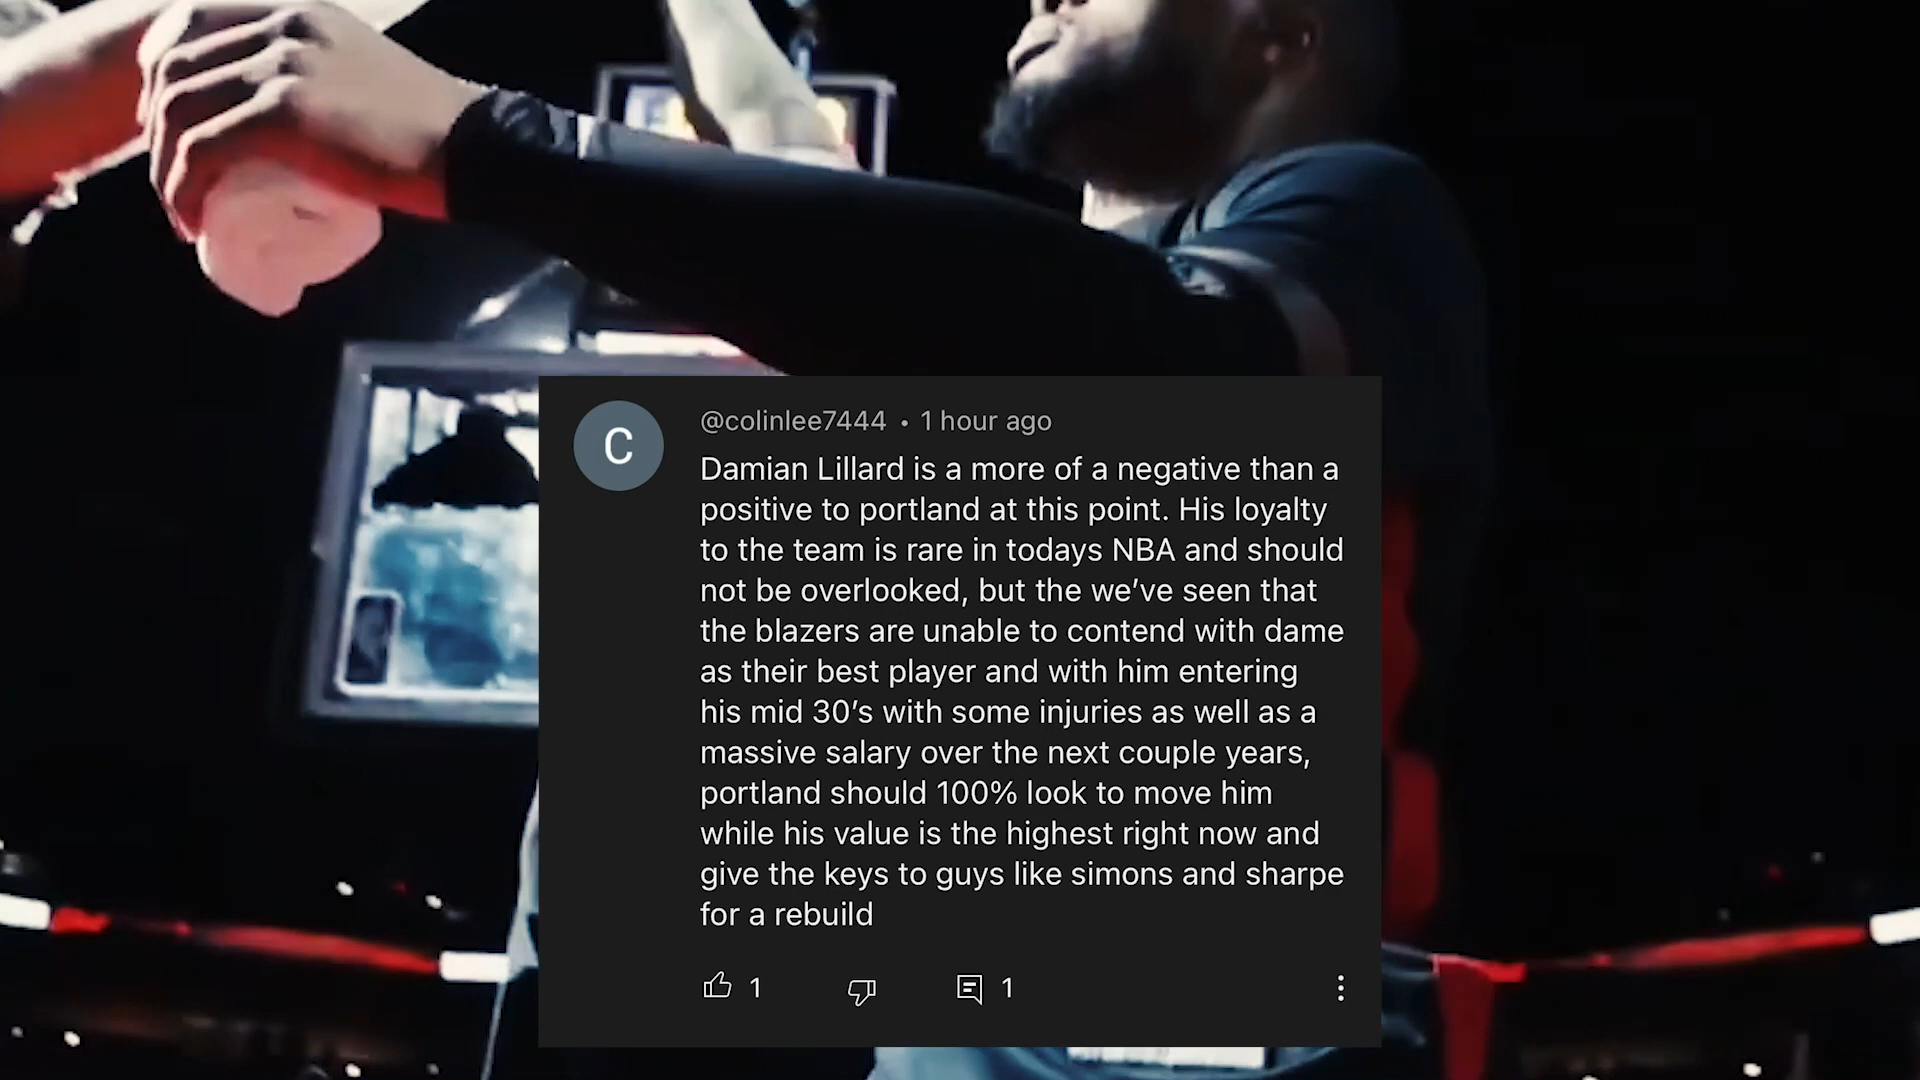 C
@colinlee7444 • 1 hour ago
Damian Lillard is a more of a negative than a
positive to portland at this point. His loyalty
to the team is rare in todays NBA and should
not be overlooked, but the we’ve seen that
the blazers are unable to contend with dame
as their best player and with him entering
his mid 30’s with some injuries as well as a
massive salary over the next couple years,
portland should 100% look to move him
while his value is the highest right now and
give the keys to guys like simons and sharpe
for a rebuild
1
1